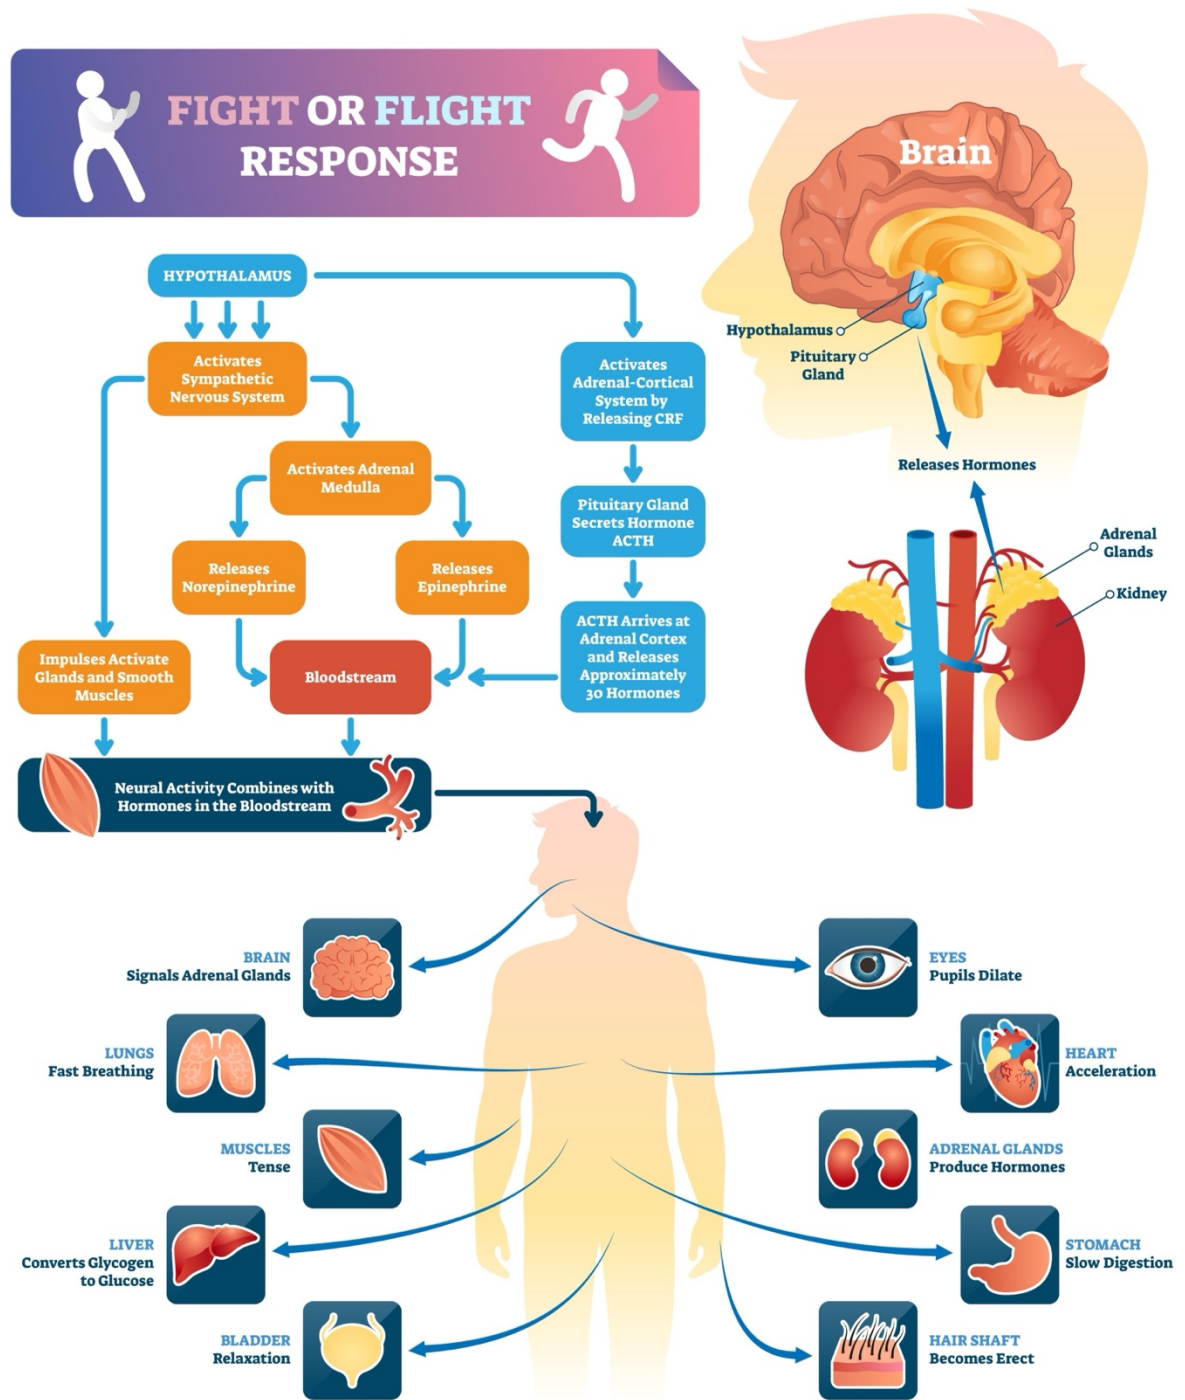 FIGHT OR FLIGHT
RESPONSE
Brain
Hypothalamus
Pituitary
Gland
Releases Hormones
Adrenal
Glands
Kidney
HYPOTHALAMUS
Activates
Sympathetic
Nervous System
Activates
Adrenal-Cortical
System by
Releasing CRF
Activates Adrenal
Medulla
Pituitary Gland
Secrets Hormone
ACTH
Releases
Norepinephrine
Releases
Epinephrine
ACTH Arrives at
Adrenal Cortex
and Releases
Approximately
30 Hormones
Impulses Activate
Glands and Smooth
Muscles
Bloodstream
Neural Activity Combines with
Hormones in the Bloodstream
BRAIN
Signals Adrenal Glands
EYES
Pupils Dilate
LUNGS
Fast Breathing
HEART
Acceleration
MUSCLES
Tense
ADRENAL GLANDS
Produce Hormones
LIVER
Converts Glycogen
to Glucose
STOMACH
Slow Digestion
BLADDER
Relaxation
HAIR SHAFT
Becomes Erect